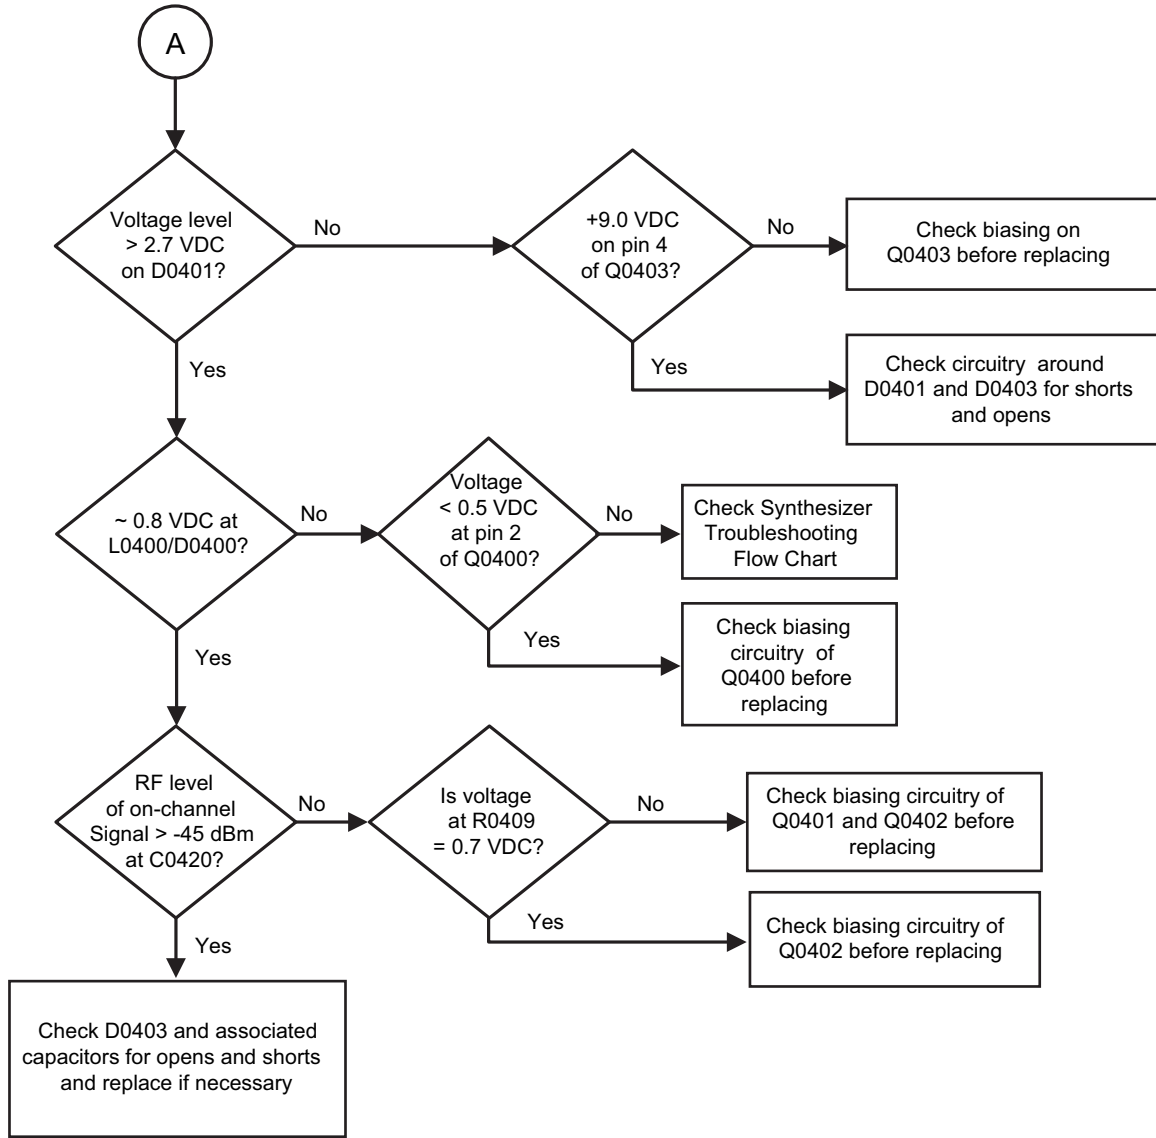 A
Voltage level
> 2.7 VDC
on D0401?
No
+9.0 VDC
on pin 4
of Q0403?
No
Check biasing on
Q0403 before replacing
Yes
Yes
Check circuitry around
D0401 and D0403 for shorts
and opens
~ 0.8 VDC at
L0400/D0400?
No
Voltage
< 0.5 VDC
at pin 2
of Q0400?
No
Check Synthesizer
Troubleshooting
Flow Chart
Yes
Yes
Check biasing
circuitry of
Q0400 before
replacing
RF level
of on-channel
Signal > -45 dBm
at C0420?
No
Is voltage
at R0409
= 0.7 VDC?
No
Check biasing circuitry of
Q0401 and Q0402 before
replacing
Yes
Yes
Check biasing circuitry of
Q0402 before replacing
Check D0403 and associated
capacitors for opens and shorts
and replace if necessary